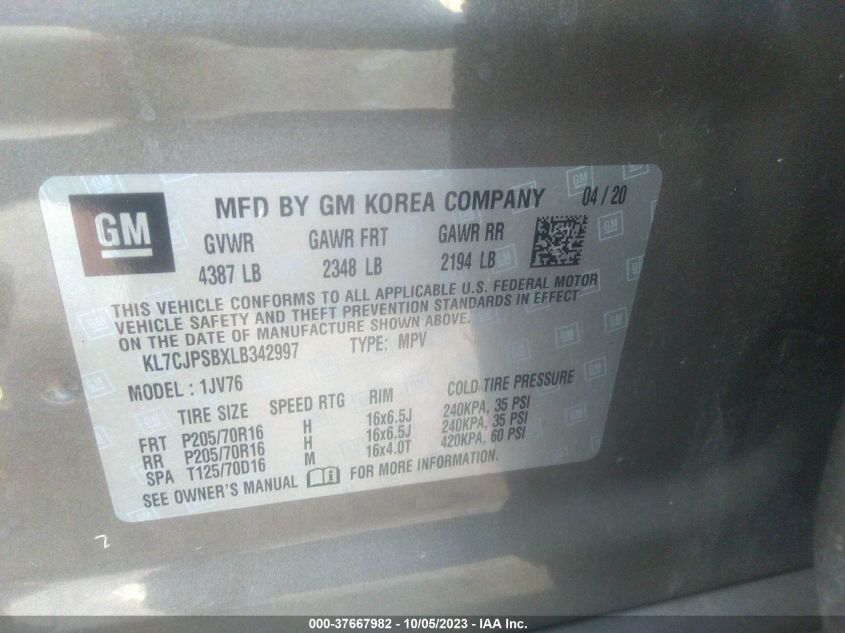 GM
MFD BY GM KOREA COMPANY 04 / 20
GVWR GAWR FRT GAWR RR
4387 LB 2348 LB 2194 LB
THIS VEHICLE CONFORMS TO ALL APPLICABLE U.S. FEDERAL MOTOR
VEHICLE SAFETY AND THEFT PREVENTION STANDARDS IN EFFECT
ON THE DATE OF MANUFACTURE SHOWN ABOVE.
KL7CJPSBXLB342997 TYPE: MPV
MODEL : 1JV76
TIRE SIZE SPEED RTG RIM COLD TIRE PRESSURE
FRT P205/70R16 H 16x6.5J 240KPA, 35 PSI
RR P205/70R16 H 16x6.5J 240KPA, 35 PSI
SPA T125/70D16 M 16x4.0T 420KPA, 60 PSI
SEE OWNER'S MANUAL FOR MORE INFORMATION
2
000-37667982 - 10/05/2023 - IAA Inc.